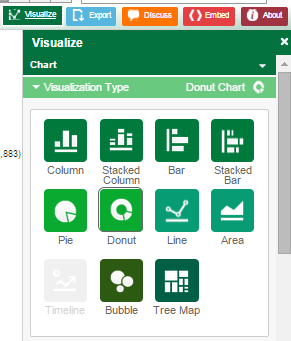 Visualize Export Discuss Embed About
Visualize
Chart
Visualization Type Donut Chart
,883)
Column Stacked Column Bar Stacked Bar
Pie Donut Line Area
Timeline Bubble Tree Map